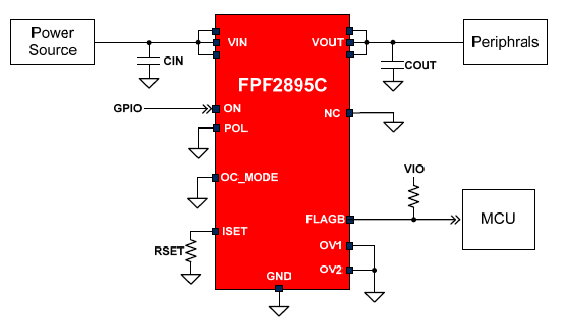 Power
Source
CIN
VIN
VOUT
COUT
Periphrals
FPF2895C
GPIO
ON
POL
NC
OC_MODE
VIO
ISET
FLAGB
MCU
RSET
OV1
OV2
GND